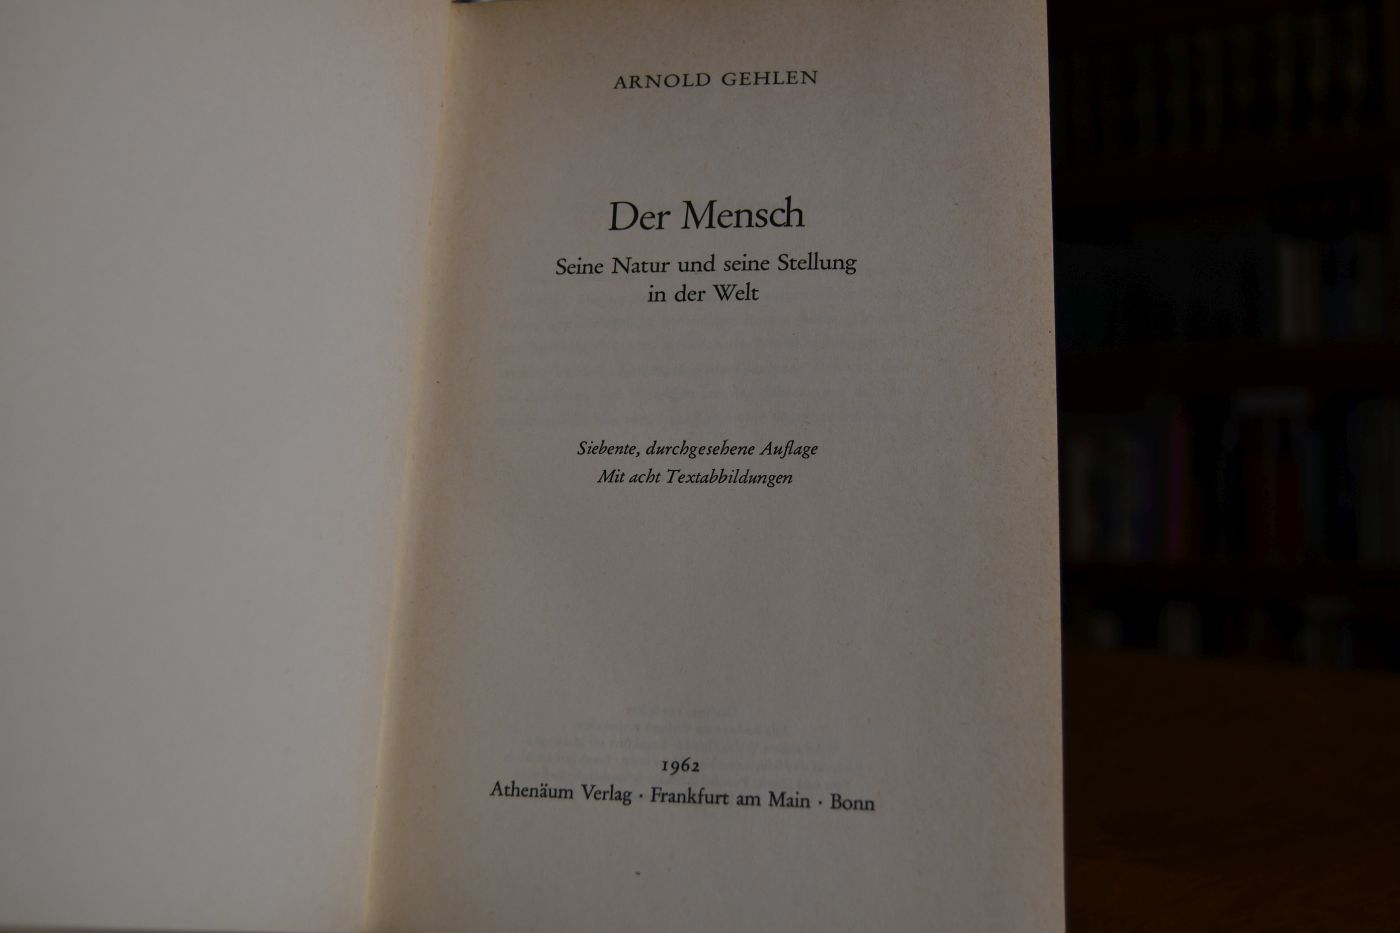 ARNOLD GEHLEN
Der Mensch
Seine Natur und seine Stellung
in der Welt
Siebente, durchgesehene Auflage
Mit acht Textabbildungen
1962
Athenäum Verlag · Frankfurt am Main · Bonn